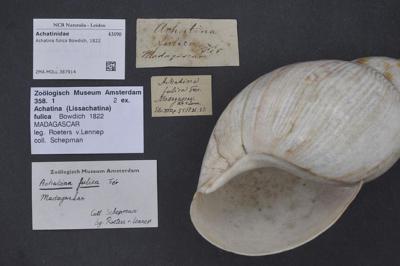 NCB Naturalis - Leiden
Achatinidae 43090
Achatina fulica Bowdich, 1822
ZMA.MOLL.387914
Zoölogisch Museum Amsterdam
358. 1 2 ex.
Achatina (Lissachatina)
fulica Bowdich 1822
MADAGASCAR
leg. Roeters v.Lennep
coll. Schepman
Zoölogisch Museum Amsterdam
Achatina fulica Fér
Madagascar
Coll. Schepman
leg. Roeters v. Lennep
Achatina
fulica Fér
Madagascar
Achatina
fulica Fér.
Madagascar